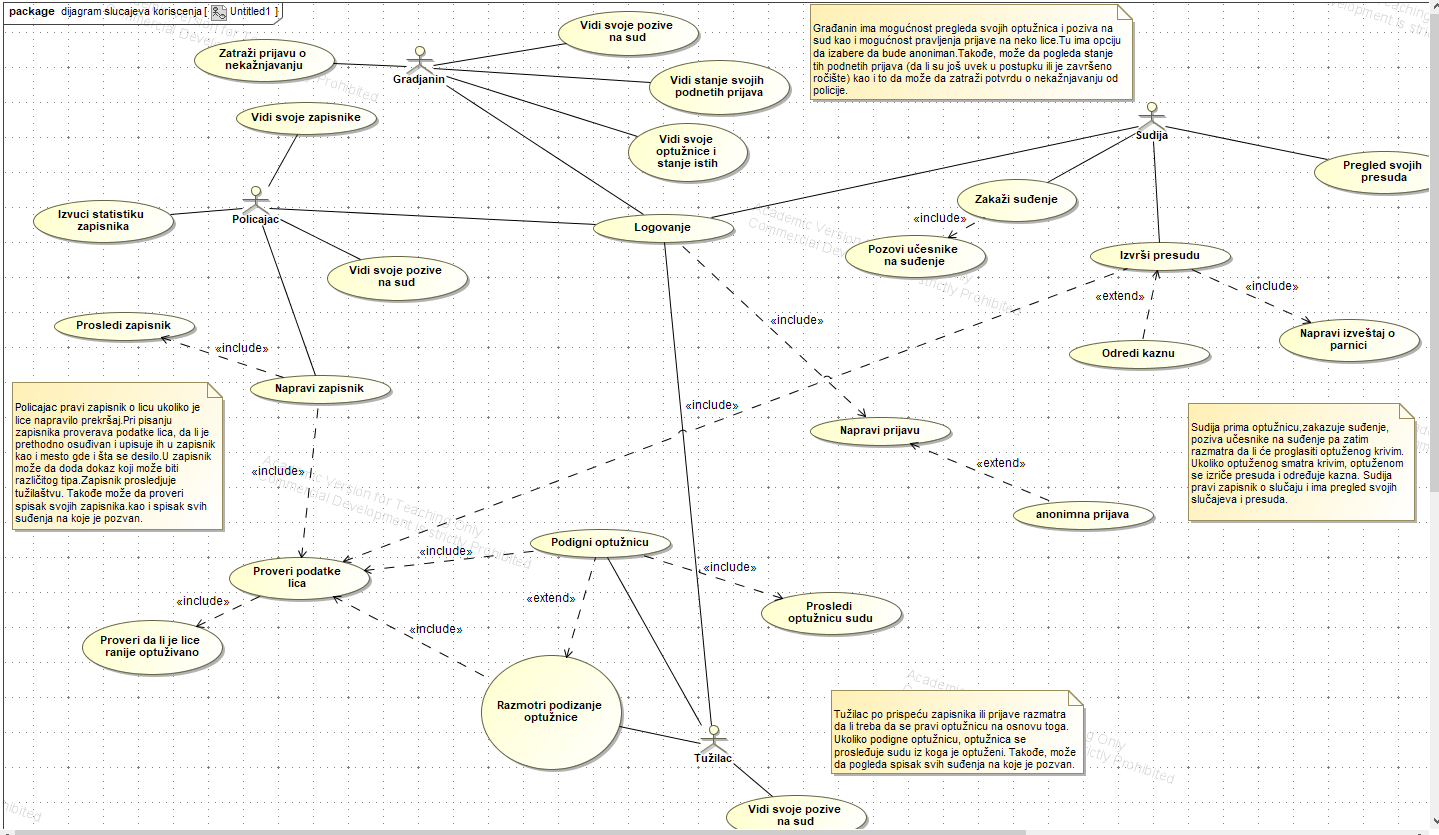 package dijagram slucajeva koriscenja [ Untitled1 ]
Građanin ima mogućnost pregleda svojih optužnica i poziva na
sud kao i mogućnost pravljenja prijave na neko lice.Tu ima opciju
da izabere da bude anoniman.Takođe, može da pogleda stanje
tih podnetih prijava (da li su još uvek u postupku ili je završeno
ročište) kao i to da može da zatraži potvrdu o nekažnjavanju od
policije.
Vidi svoje pozive
na sud
Zatraži prijavu o
nekažnjavanju
Gradjanin
Vidi stanje svojih
podnetih prijava
Vidi svoje zapisnike
Vidi svoje
optužnice i
stanje istih
Sudija
Pregled svojih
presuda
Zakaži suđenje
Izvuci statistiku
zapisnika
Policajac
Logovanje
«include»
Pozovi učesnike
na suđenje
Izvrši presudu
Vidi svoje pozive
na sud
«extend»
«include»
Prosledi zapisnik
«include»
«include»
Napravi izveštaj o
parnici
Odredi kaznu
Napravi zapisnik
«include»
Napravi prijavu
Policajac pravi zapisnik o licu ukoliko je
lice napravilo prekršaj.Pri pisanju
zapisnika proverava podatke lica, da li je
prethodno osuđivan i upisuje ih u zapisnik
kao i mesto gde i šta se desilo.U zapisnik
može da doda dokaz koji može biti
različitog tipa.Zapisnik prosledjuje
tužilaštvu. Takođe može da proveri
spisak svojih zapisnika.kao i spisak svih
suđenja na koje je pozvan.
Sudija prima optužnicu,zakazuje suđenje,
poziva učesnike na suđenje pa zatim
razmatra da li će proglasiti optuženog krivim.
Ukoliko optuženog smatra krivim, optuženom
se izriče presuda i određuje kazna. Sudija
pravi zapisnik o slučaju i ima pregled svojih
slučajeva i presuda.
«include»
«extend»
anonimna prijava
Podigni optužnicu
«include»
«include»
Proveri podatke
lica
«include»
«extend»
Prosledi
optužnicu sudu
Proveri da li je lice
ranije optuživano
«include»
Razmotri podizanje
optužnice
Tužilac po prispeću zapisnika ili prijave razmatra
da li treba da se pravi optužnicu na osnovu toga.
Ukoliko podigne optužnicu, optužnica se
prosleđuje sudu iz koga je optuženi. Takođe, može
da pogleda spisak svih suđenja na koje je pozvan.
Tužilac
Vidi svoje pozive
na sud
Academic Version for Teaching Only
Commercial Development is strictly Prohibited